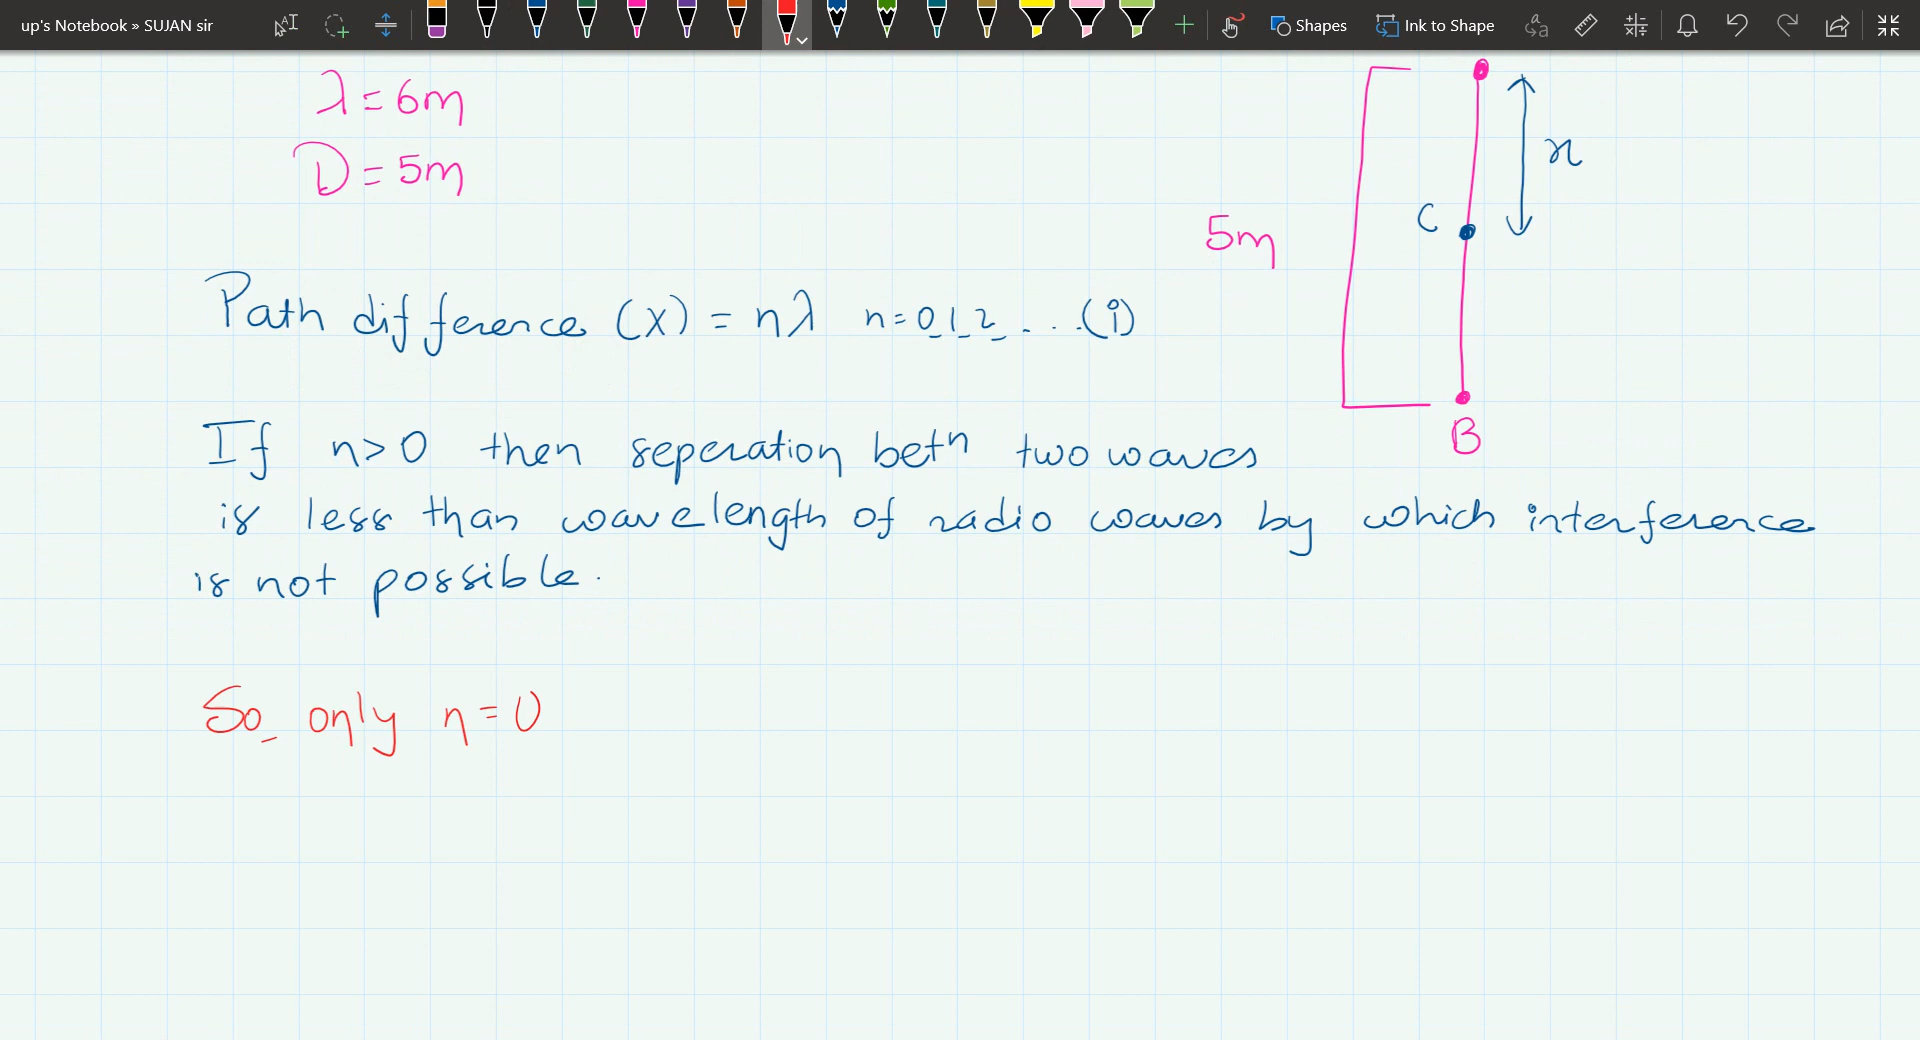 up's Notebook » SUJAN sir
Shapes
Ink to Shape
λ = 6m
D = 5m
x
C
5m
Path difference (x) = nλ n = 0, 1, 2, . . . (i)
B
If n>0 then seperation betn two waves
is less than wavelength of radio waves by which interference
is not possible.
So, only n = 0